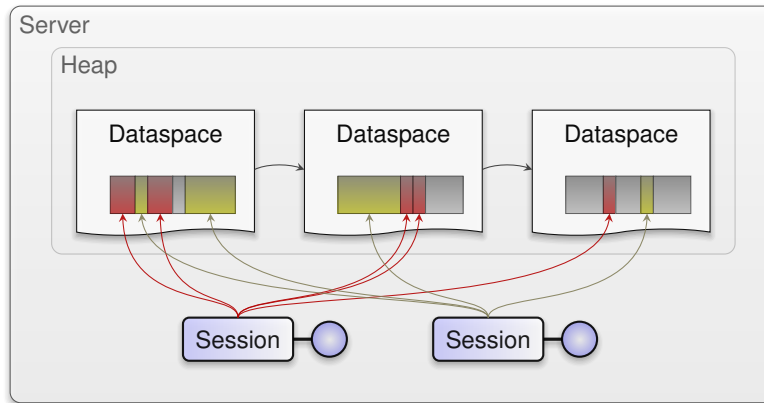 Server
Heap
Dataspace
Dataspace
Dataspace
Session
Session